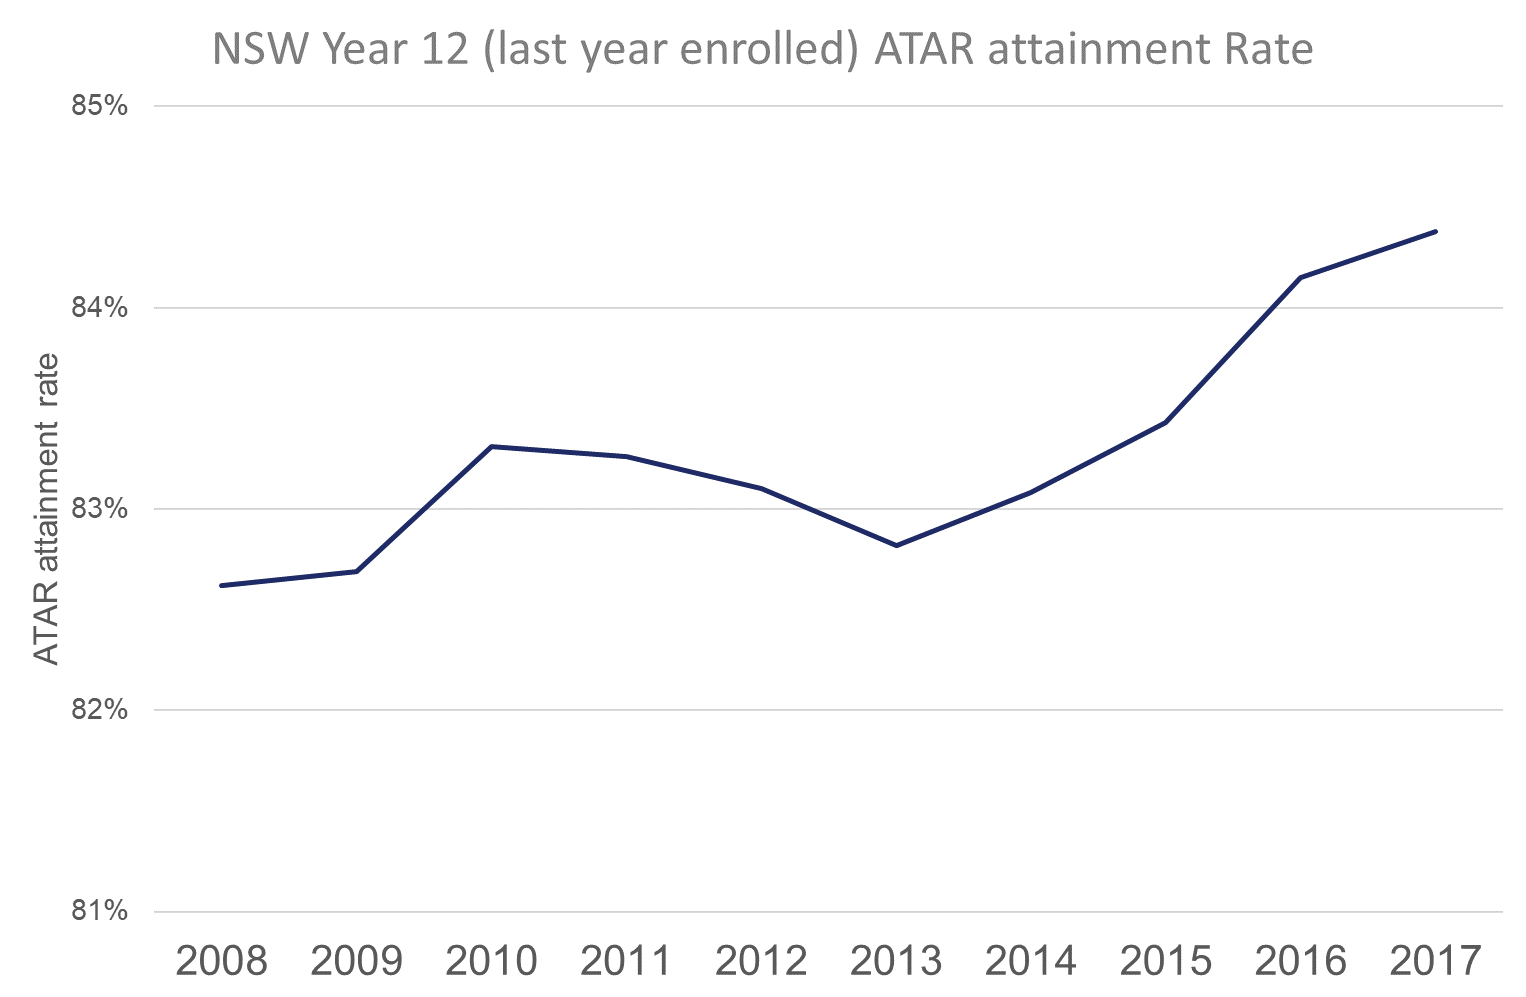 NSW Year 12 (last year enrolled) ATAR attainment Rate
85%
84%
83%
82%
81%
ATAR attainment rate
2008 2009 2010 2011 2012 2013 2014 2015 2016 2017